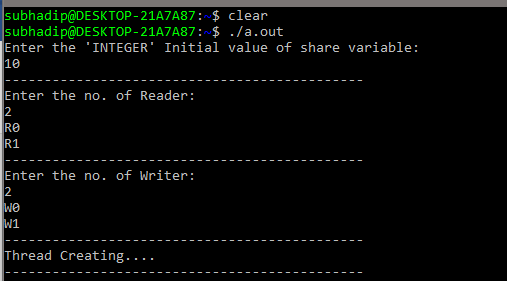 subhadip@DESKTOP-21A7A87:~$ clear
subhadip@DESKTOP-21A7A87:~$ ./a.out
Enter the 'INTEGER' Initial value of share variable:
10
---------------------------------------------
Enter the no. of Reader:
2
R0
R1
---------------------------------------------
Enter the no. of Writer:
2
W0
W1
---------------------------------------------
Thread Creating....
---------------------------------------------